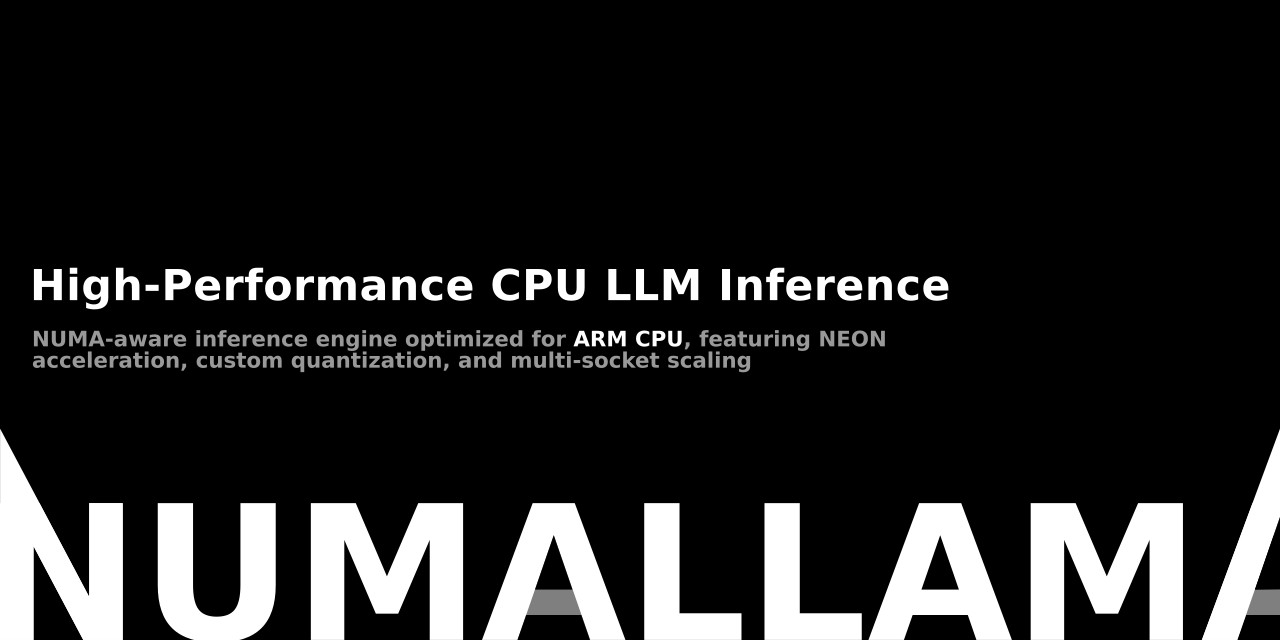 High-Performance CPU LLM Inference
NUMA-aware inference engine optimized for ARM CPU, featuring NEON
acceleration, custom quantization, and multi-socket scaling
NUMALLAMA